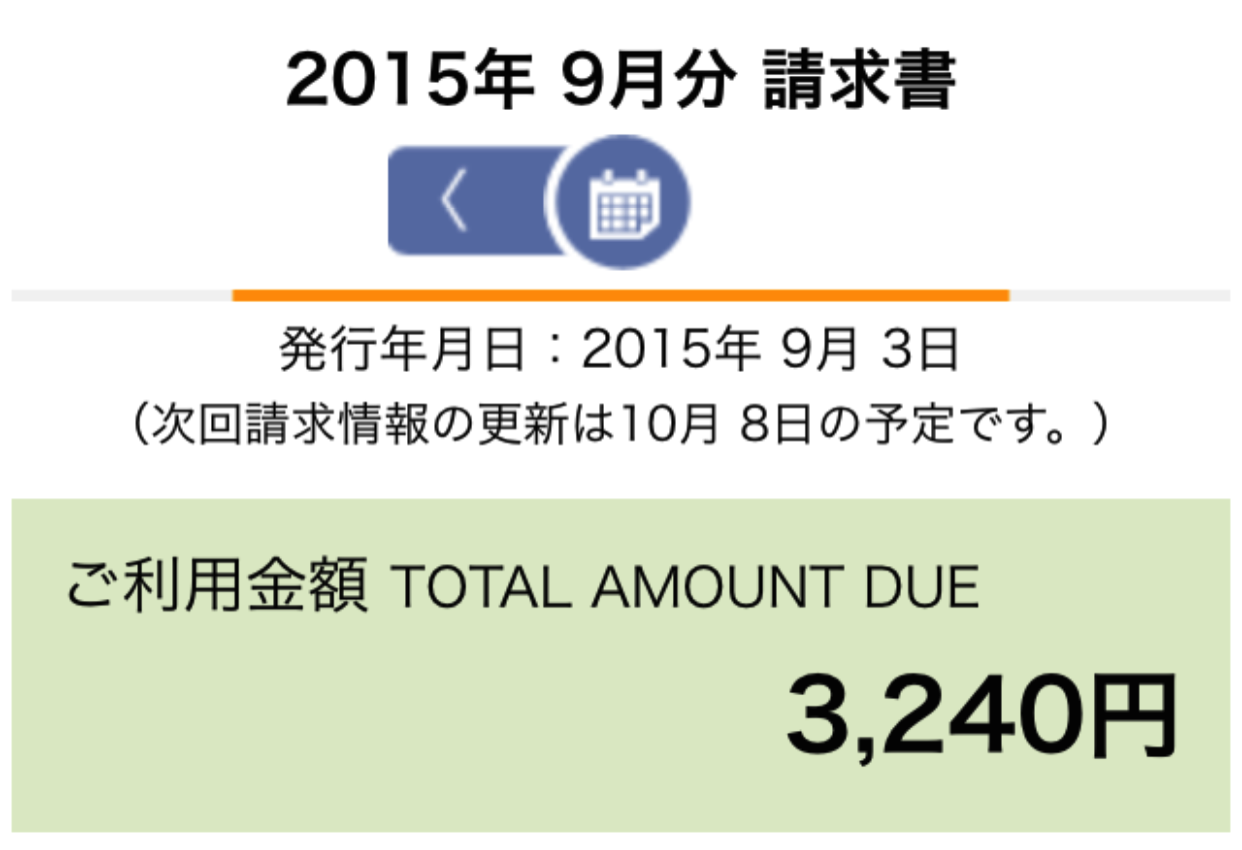 2015年 9月分 請求書
発行年月日：2015年 9月 3日
（次回請求情報の更新は10月 8日の予定です。）
ご利用金額 TOTAL AMOUNT DUE
3,240円